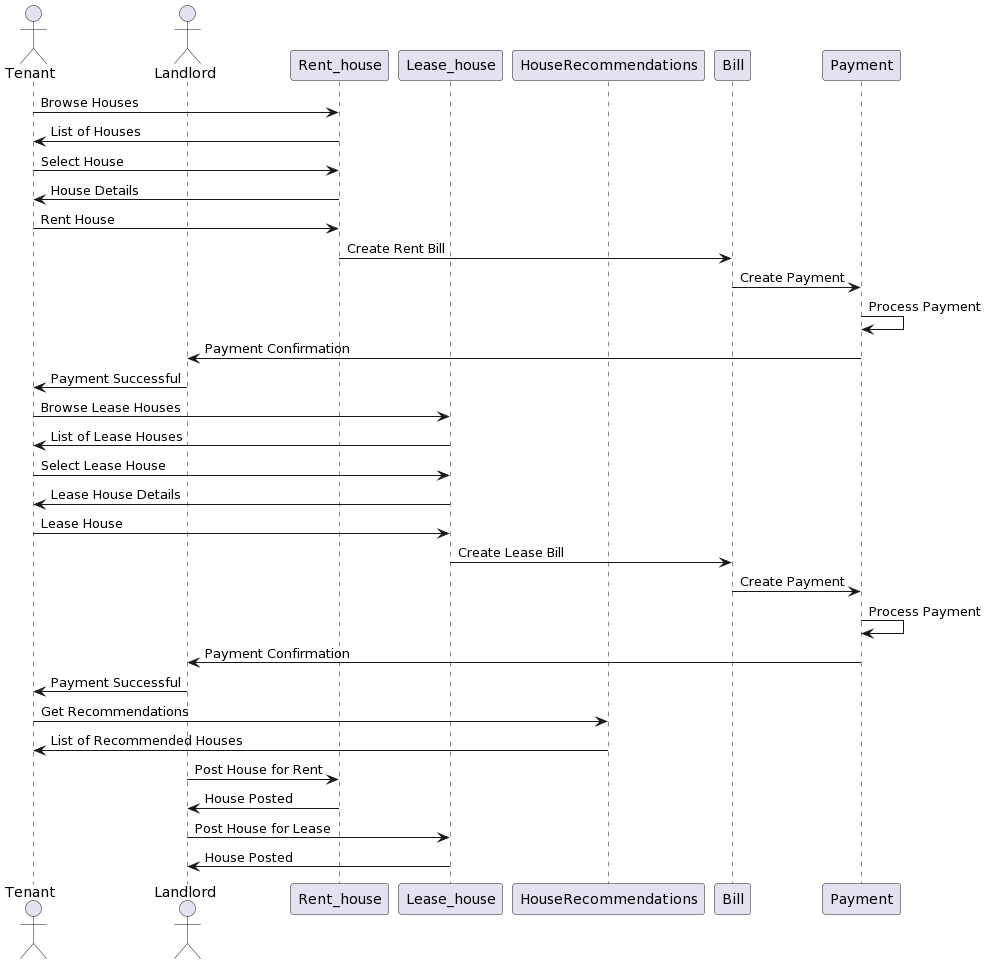 Tenant
Landlord
Rent_house
Lease_house
HouseRecommendations
Bill
Payment
Browse Houses
List of Houses
Select House
House Details
Rent House
Create Rent Bill
Create Payment
Process Payment
Payment Confirmation
Payment Successful
Browse Lease Houses
List of Lease Houses
Select Lease House
Lease House Details
Lease House
Create Lease Bill
Create Payment
Process Payment
Payment Confirmation
Payment Successful
Get Recommendations
List of Recommended Houses
Post House for Rent
House Posted
Post House for Lease
House Posted
Tenant
Landlord
Rent_house
Lease_house
HouseRecommendations
Bill
Payment